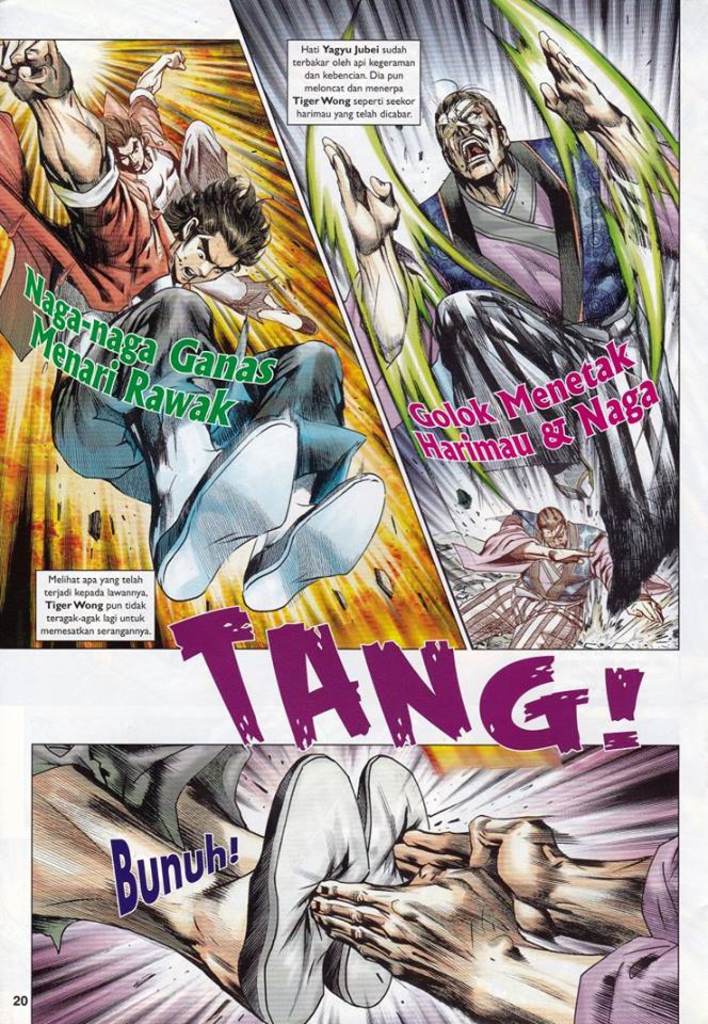 Hati Yagyu Jubei sudah
terbakar oleh api kegeraman
dan kebencian. Dia pun
meloncat dan menerpa
Tiger Wong seperti seekor
harimau yang telah dicabar.
Naga-naga Ganas
Menari Rawak
Golok Menetak
Harimau & Naga
Melihat apa yang telah
terjadi kepada lawannya,
Tiger Wong pun tidak
teragak-agak lagi untuk
memesatkan serangannya.
TANG!
Bunuh!
20